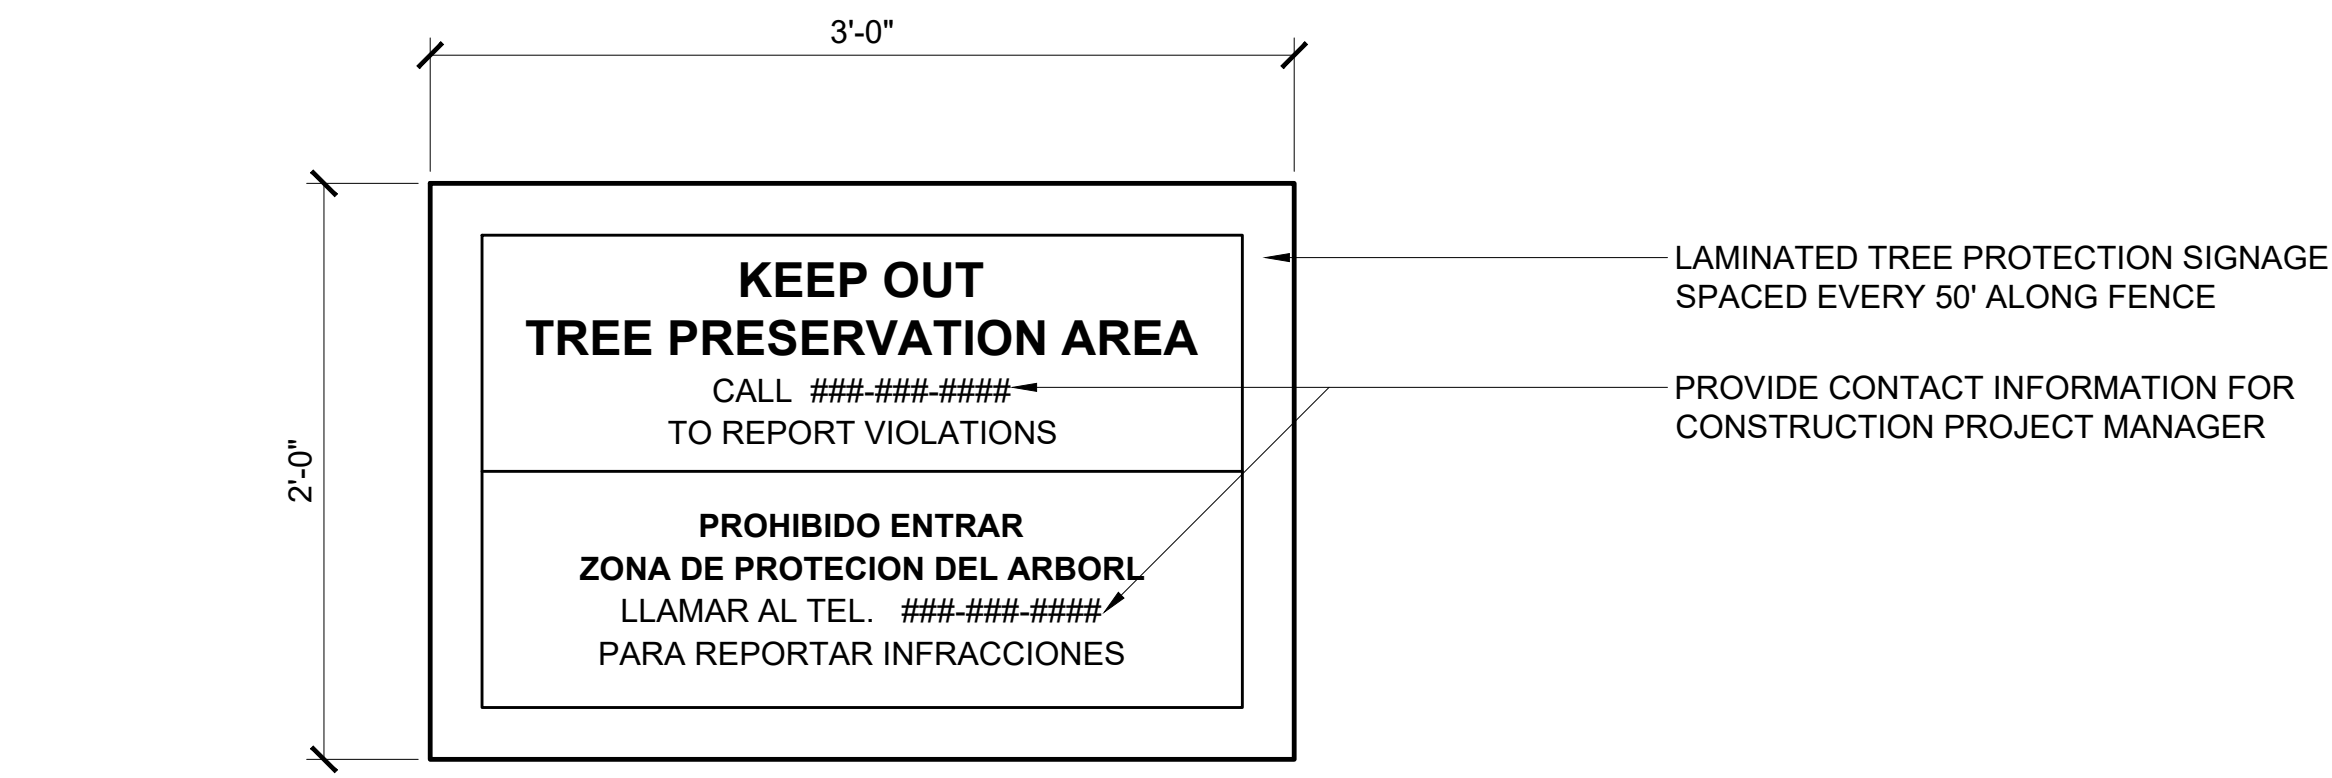 3'-0"
2'-0"
KEEP OUT
TREE PRESERVATION AREA
CALL ###-###-####
TO REPORT VIOLATIONS
PROHIBIDO ENTRAR
ZONA DE PROTECION DEL ARBORL
LLAMAR AL TEL. ###-###-####
PARA REPORTAR INFRACCIONES
LAMINATED TREE PROTECTION SIGNAGE
SPACED EVERY 50' ALONG FENCE
PROVIDE CONTACT INFORMATION FOR
CONSTRUCTION PROJECT MANAGER